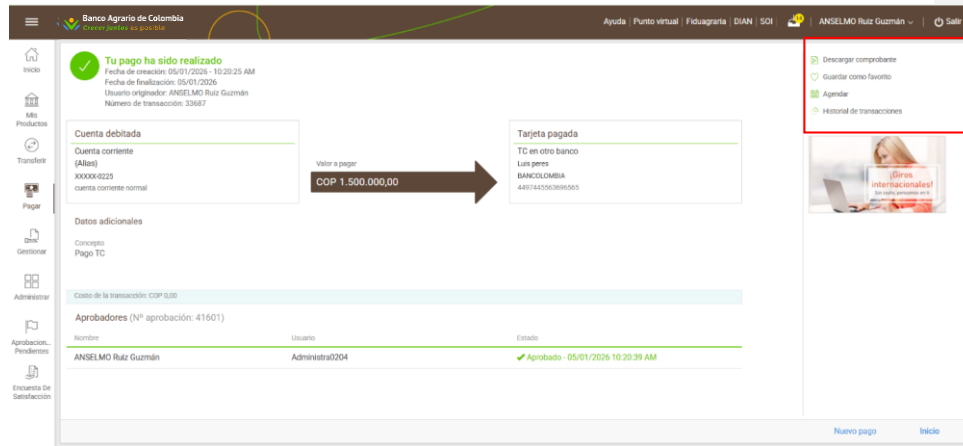 Banco Agrario de Colombia
Crecer juntos es posible
Ayuda | Punto virtual | Fiduagraria | DIAN | SOI | ANSELMO Ruiz Guzmán | Salir
Inicio
Mis
Productos
Transferir
Pagar
Gestionar
Administrar
Aprobacion...
Pendientes
Encuesta De
Satisfacción
Tu pago ha sido realizado
Fecha de creación: 05/01/2026 - 10:20:25 AM
Fecha de finalización: 05/01/2026
Usuario originador: ANSELMO Ruiz Guzmán
Número de transacción: 33687
Cuenta debitada
Cuenta corriente
{Alias}
XXXXX-0225
cuenta corriente normal
Valor a pagar
COP 1.500.000,00
Tarjeta pagada
TC en otro banco
Luis peres
BANCOLOMBIA
4497445563696565
Datos adicionales
Concepto
Pago TC
Costo de la transacción: COP 0,00
Aprobadores (Nº aprobación: 41601)
Nombre Usuario Estado
ANSELMO Ruiz Guzmán Administra0204 Aprobado - 05/01/2026 10:20:39 AM
Descargar comprobante
Guardar como favorito
Agendar
Historial de transacciones
¡Giros
internacionales!
Nuevo pago Inicio